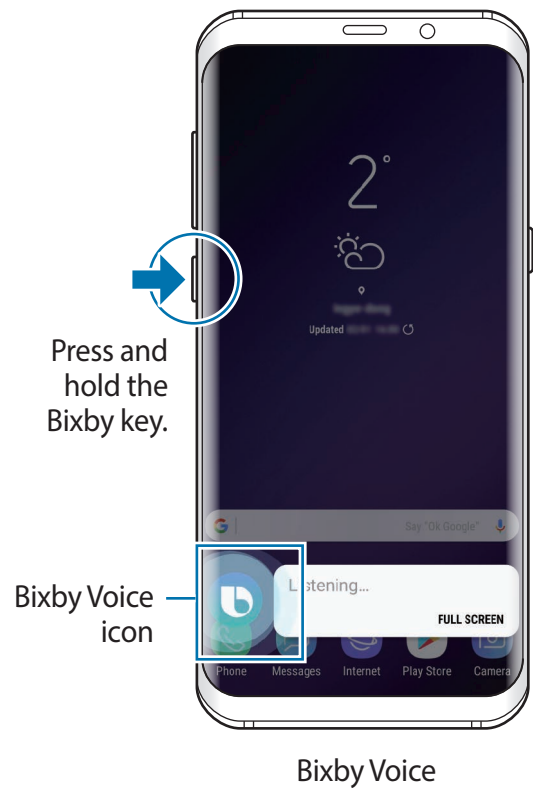 2°
Updated
Press and
hold the
Bixby key.
Say "Ok Google"
Bixby Voice
icon
Listening...
FULL SCREEN
Phone Messages Internet Play Store Camera
Bixby Voice